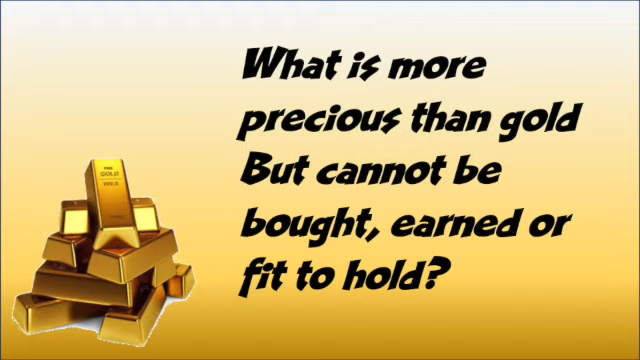 What is more
precious than gold
But cannot be
bought, earned or
fit to hold?
GOLD
999.9